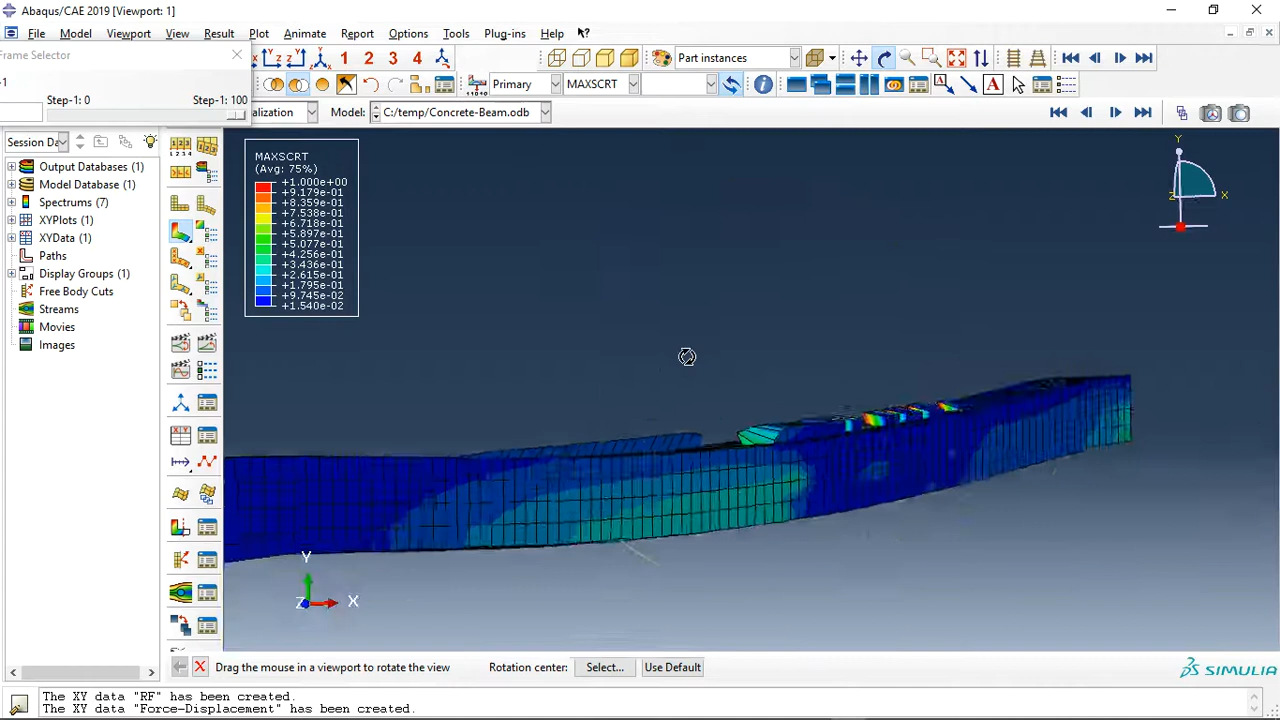 Abaqus/CAE 2019 [Viewport: 1]
File Model Viewport View Result Plot Animate Report Options Tools Plug-ins Help
Frame Selector
1 2 3 4 Part instances
-1
Primary MAXSCRT A
Step-1: 0 Step-1: 100
alization Model: C:/temp/Concrete-Beam.odb
Session Da
Output Databases (1)
Model Database (1)
Spectrums (7)
XYPlots (1)
XYData (1)
Paths
Display Groups (1)
Free Body Cuts
Streams
Movies
Images
MAXSCRT
(Avg: 75%)
+1.000e+00
+9.179e-01
+8.359e-01
+7.538e-01
+6.718e-01
+5.897e-01
+5.077e-01
+4.256e-01
+3.436e-01
+2.615e-01
+1.795e-01
+9.745e-02
+1.540e-02
Y
Z X
Y
Z X
Drag the mouse in a viewport to rotate the view Rotation center: Select... Use Default
SIMULIA
The XY data "RF" has been created.
The XY data "Force-Displacement" has been created.